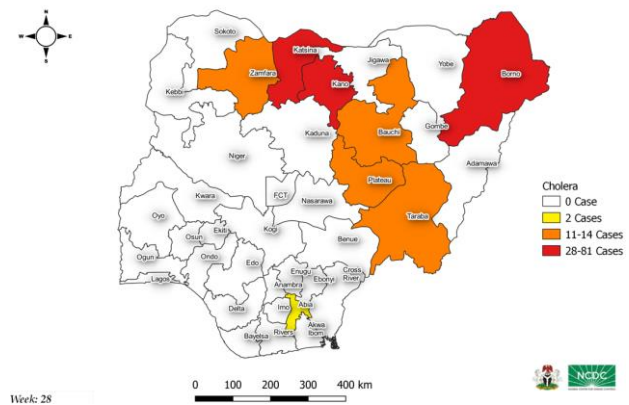 N
W E
S
Sokoto
Katsina
Jigawa
Yobe
Borno
Zamfara
Kano
Kebbi
Kaduna
Bauchi
Gombe
Adamawa
Niger
Plateau
Kwara
FCT
Nasarawa
Taraba
Oyo
Ekiti
Kogi
Benue
Osun
Ogun
Ondo
Edo
Enugu
Ebonyi
Cross
River
Lagos
Anambra
Delta
Imo
Abia
Bayelsa
Rivers
Akwa
Ibom
Cholera
0 Case
2 Cases
11-14 Cases
28-81 Cases
Week: 28
0 100 200 300 400 km
NCDC